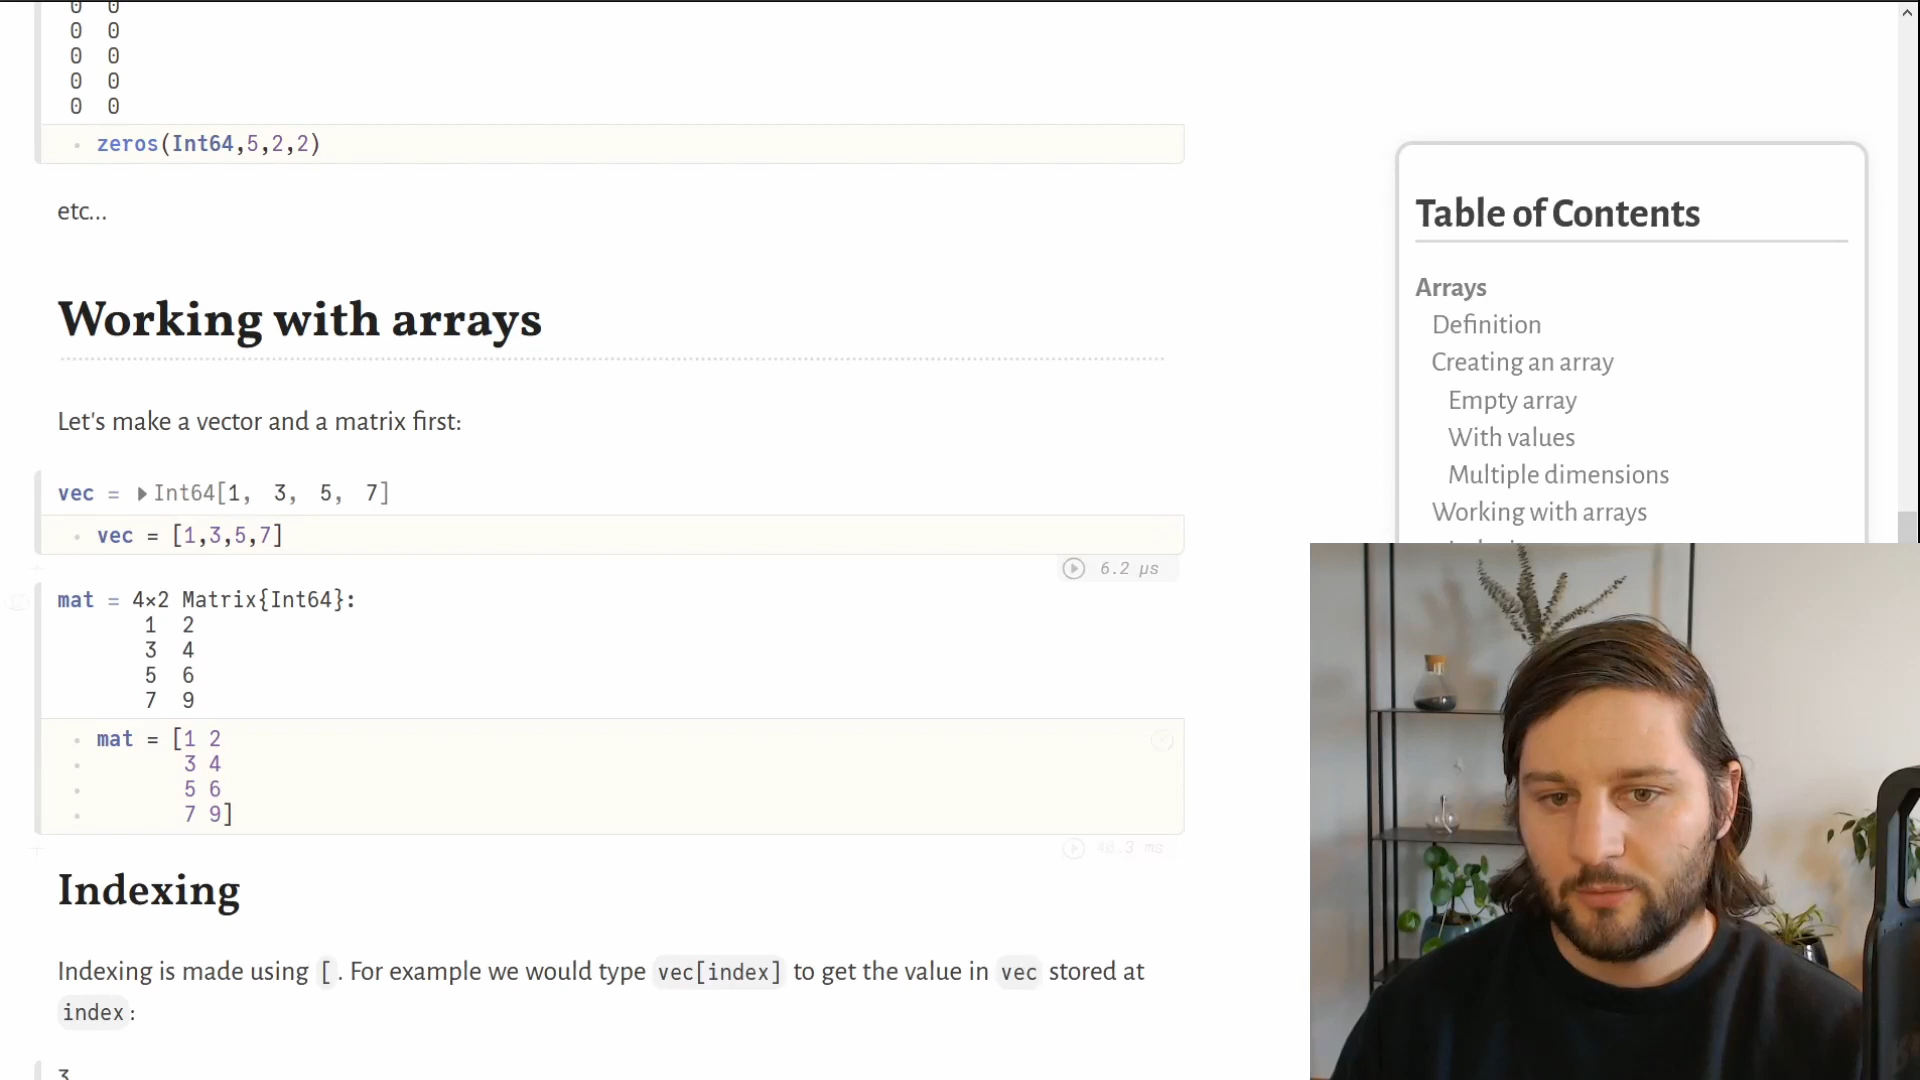 0 0
0 0
0 0
0 0
0 0
zeros(Int64,5,2,2)
etc...
Working with arrays
Let's make a vector and a matrix first:
vec = Int64[1, 3, 5, 7]
vec = [1,3,5,7]
6.2 μs
mat = 4×2 Matrix{Int64}:
1 2
3 4
5 6
7 9
mat = [1 2
3 4
5 6
7 9]
Indexing
Indexing is made using [. For example we would type vec[index] to get the value in vec stored at
index:
3
Table of Contents
Arrays
Definition
Creating an array
Empty array
With values
Multiple dimensions
Working with arrays